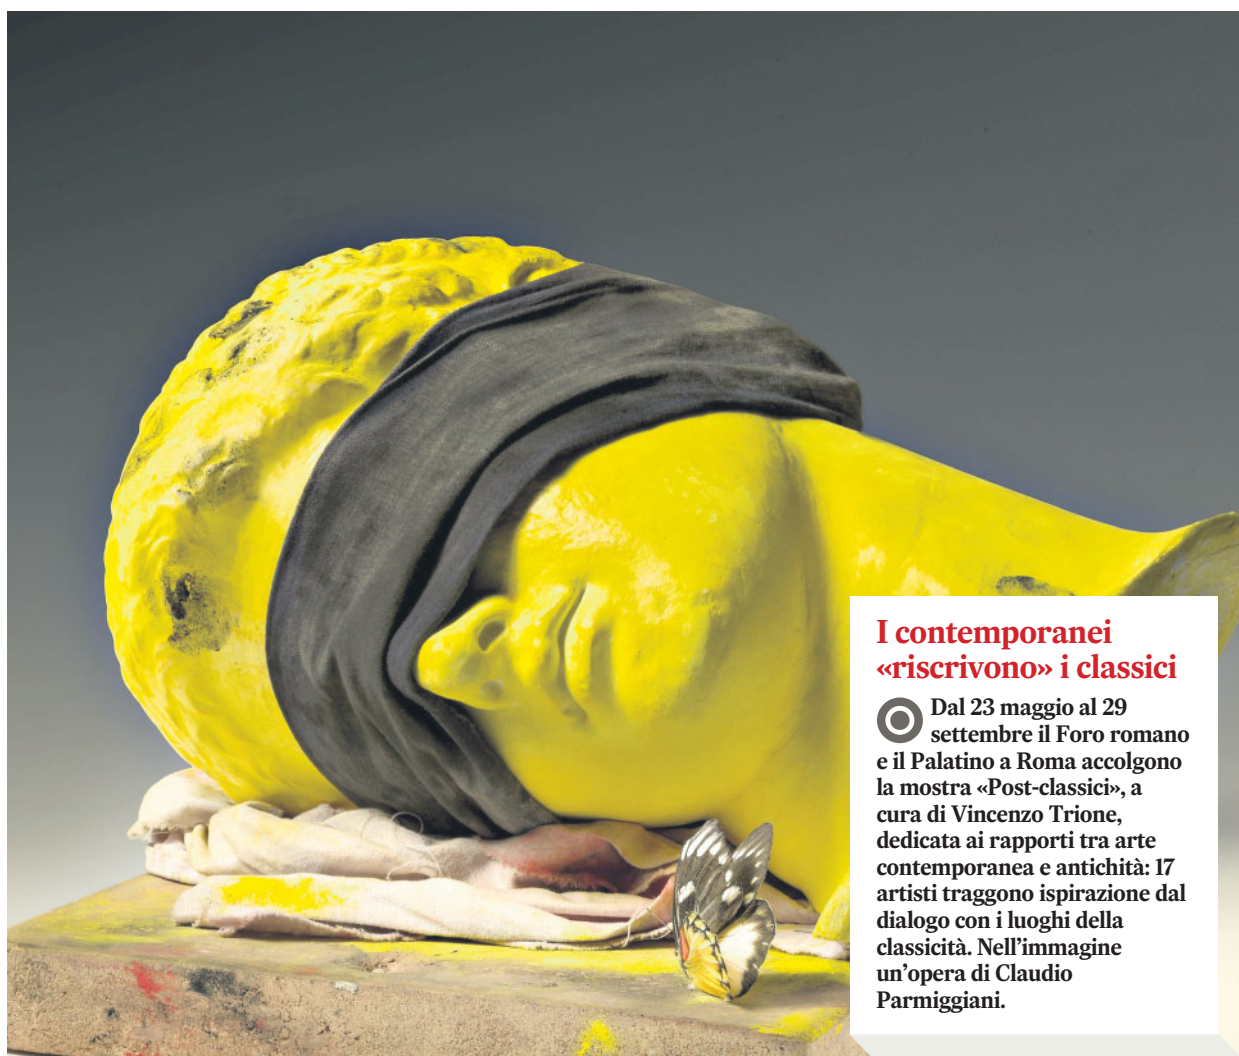 I contemporanei
«riscrivono» i classici
Dal 23 maggio al 29
settembre il Foro romano
e il Palatino a Roma accolgono
la mostra «Post-classici», a
cura di Vincenzo Trione,
dedicata ai rapporti tra arte
contemporanea e antichità: 17
artisti traggono ispirazione dal
dialogo con i luoghi della
classicità. Nell’immagine
un’opera di Claudio
Parmiggiani.